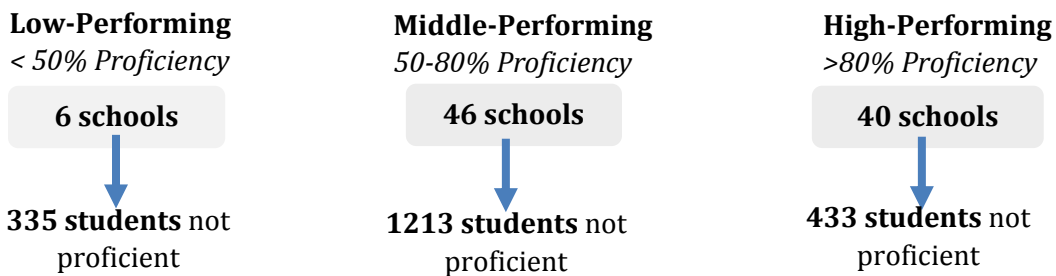 Low-Performing
< 50% Proficiency
6 schools
335 students not
proficient
Middle-Performing
50-80% Proficiency
46 schools
1213 students not
proficient
High-Performing
>80% Proficiency
40 schools
433 students not
proficient